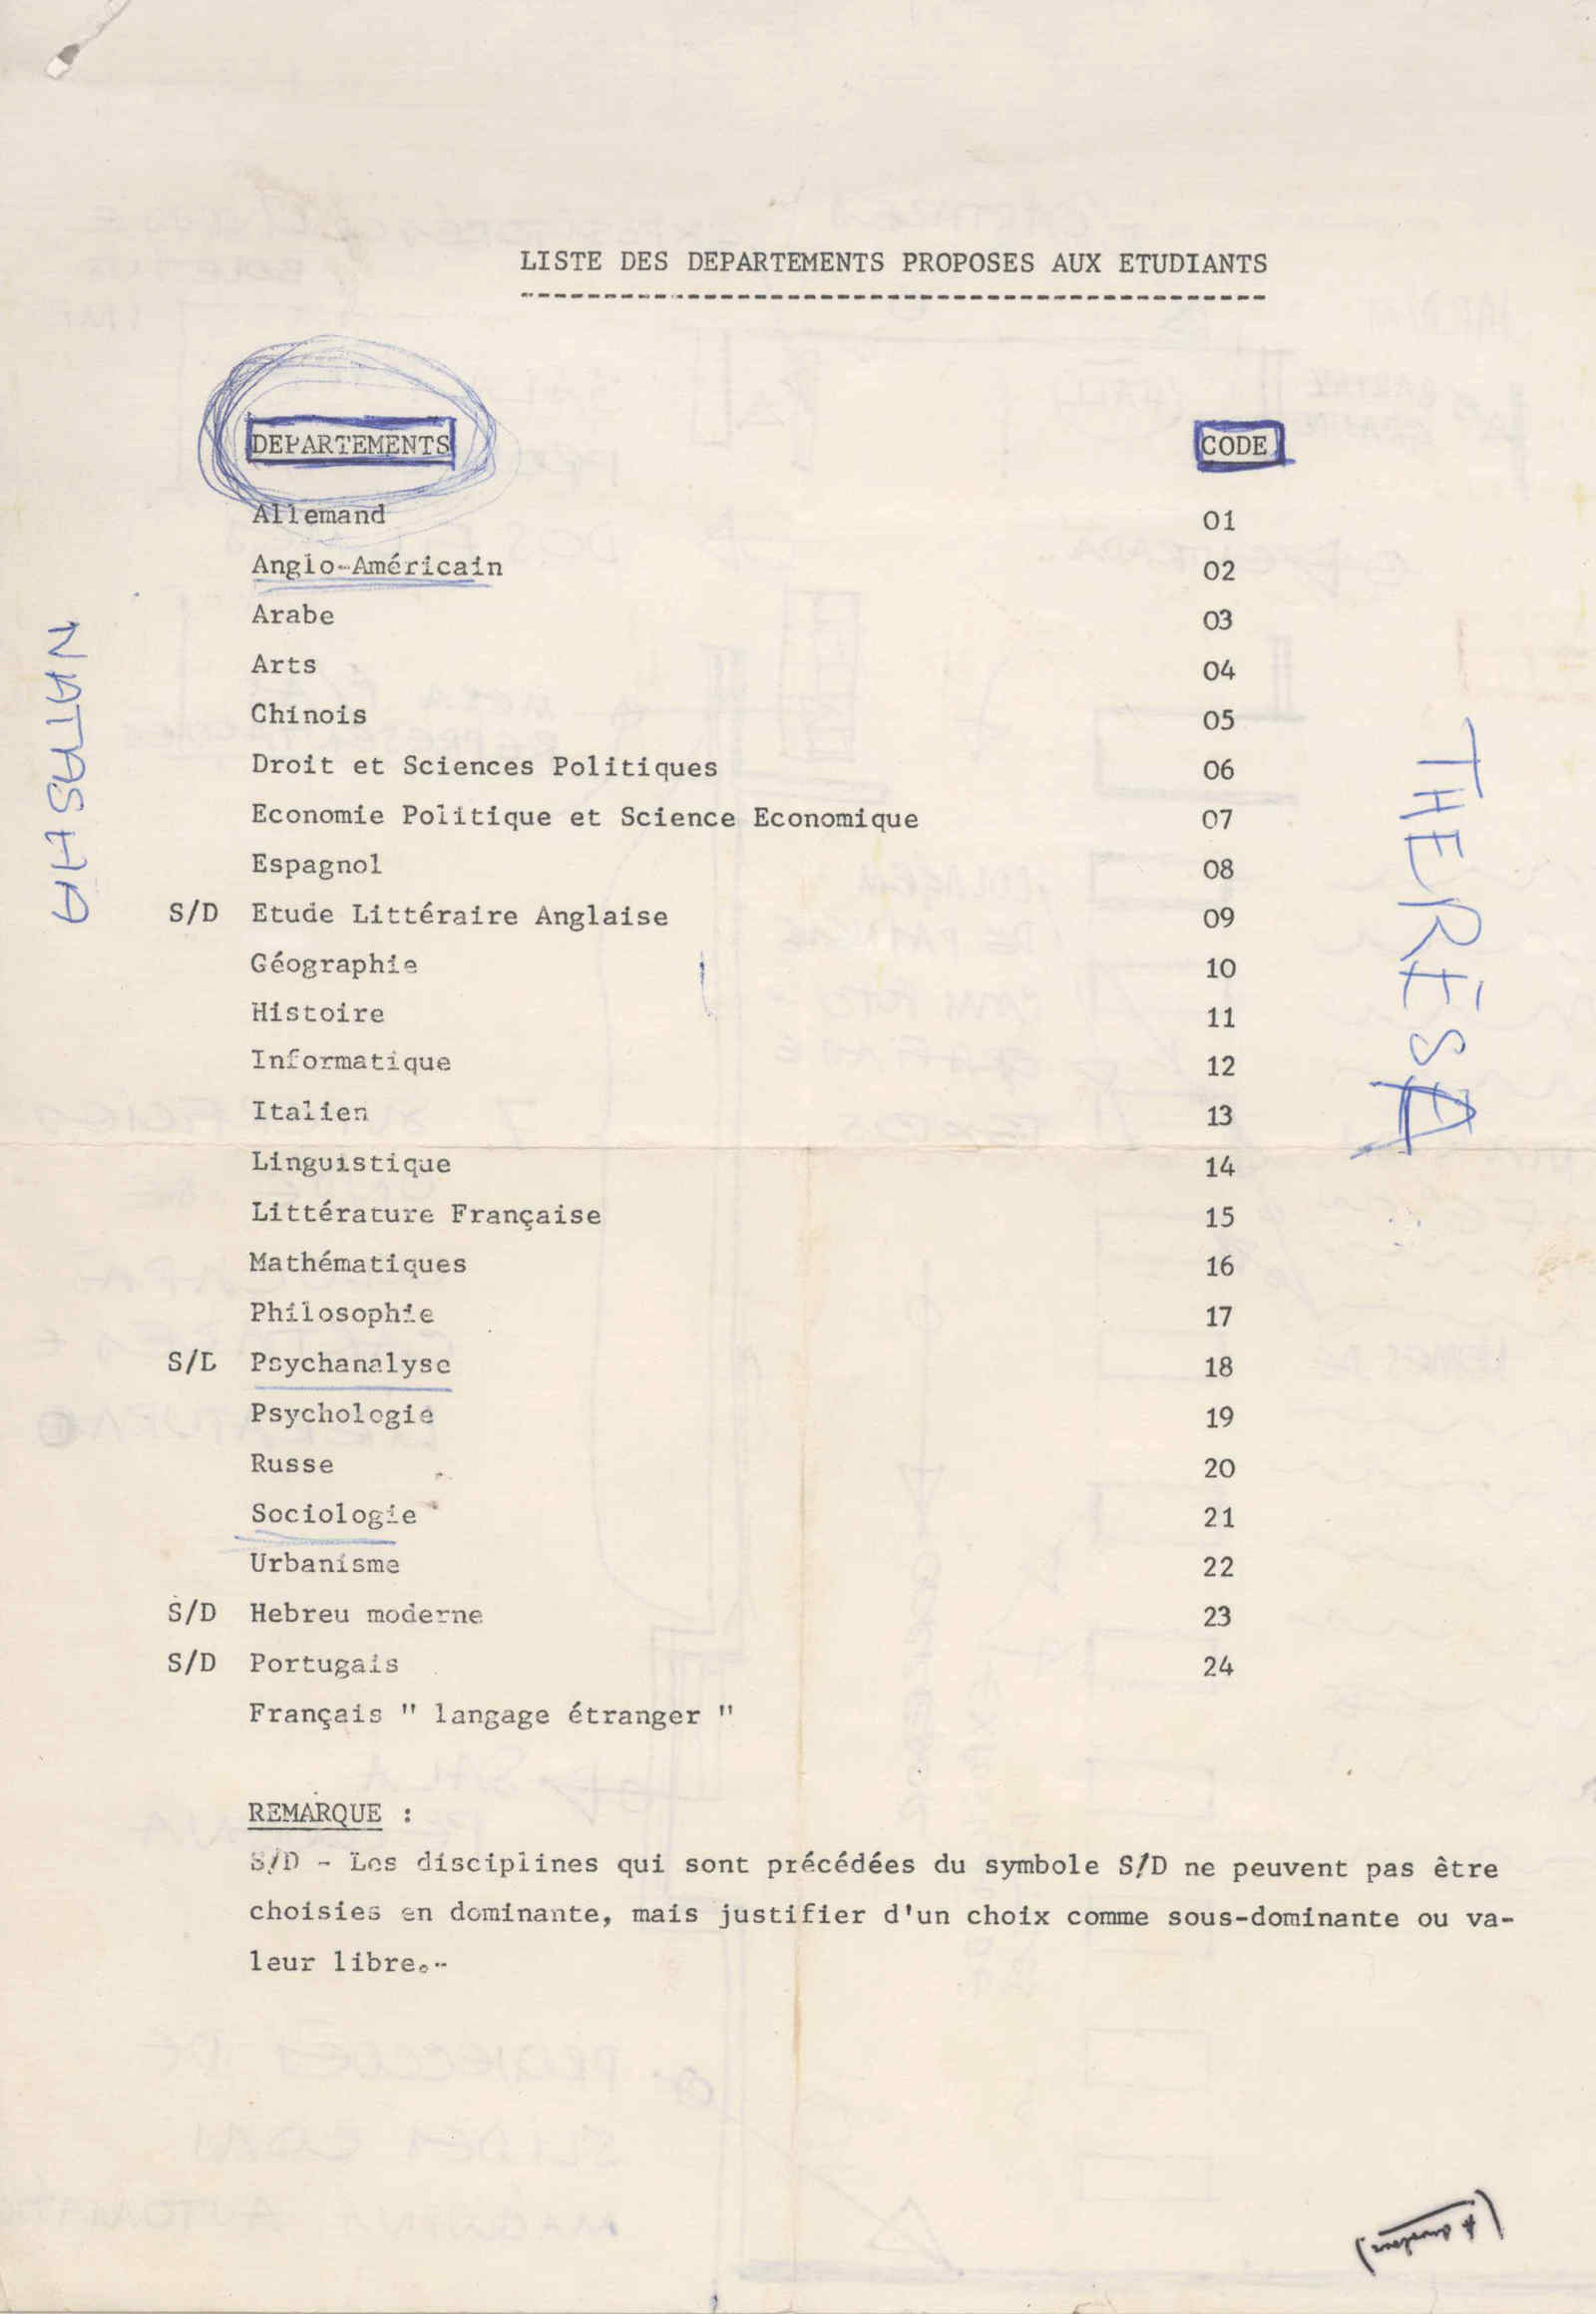 LISTE DES DEPARTEMENTS PROPOSES AUX ETUDIANTS
DEPARTEMENTS CODE
Allemand 01
Anglo-Américain 02
Arabe 03
Arts 04
Chinois 05
Droit et Sciences Politiques 06
Economie Politique et Science Economique 07
Espagnol 08
S/D Etude Littéraire Anglaise 09
Géographie 10
Histoire 11
Informatique 12
Italien 13
Linguistique 14
Littérature Française 15
Mathématiques 16
Philosophie 17
S/D Psychanalyse 18
Psychologie 19
Russe 20
Sociologie 21
Urbanisme 22
S/D Hebreu moderne 23
S/D Portugais 24
Français " langage étranger "
REMARQUE :
S/D - Les disciplines qui sont précédées du symbole S/D ne peuvent pas être
choisies en dominante, mais justifier d'un choix comme sous-dominante ou va-
leur libre.-
NATASHA
THERESA